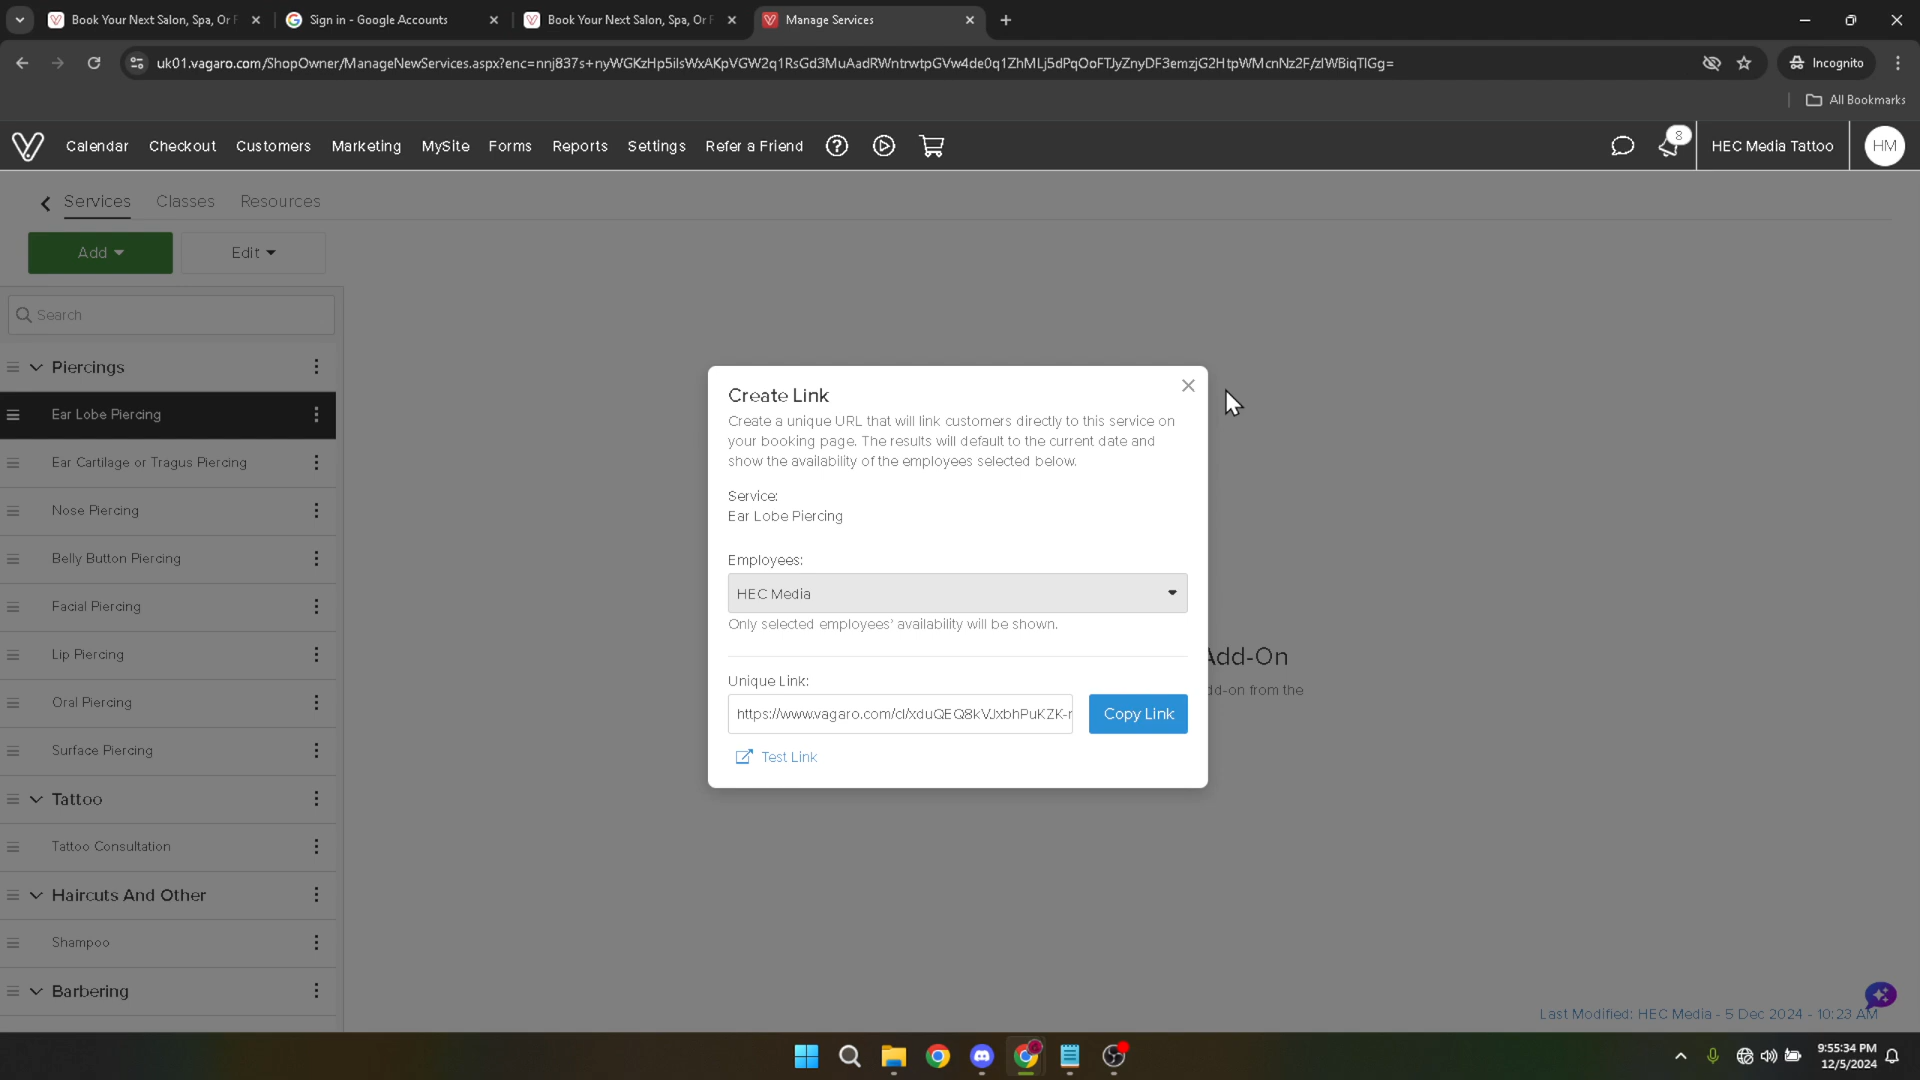 Book Your Next Salon, Spa, Or F
Sign in - Google Accounts
Book Your Next Salon, Spa, Or F
Manage Services
uk01.vagaro.com/ShopOwner/ManageNewServices.aspx?enc=nnj837s+nyWGKzHp5ilsWxAKpVGW2q1RsGd3MuAadRWntrwtpGVw4de0q1ZhMLj5dPqOoFTJyZnyDF3emzjG2HtpWMcnNz2F/zIWBiqTlGg=
Incognito
All Bookmarks
Calendar
Checkout
Customers
Marketing
MySite
Forms
Reports
Settings
Refer a Friend
8
HEC Media Tattoo
HM
Services
Classes
Resources
Add
Edit
Search
Piercings
Ear Lobe Piercing
Ear Cartilage or Tragus Piercing
Nose Piercing
Belly Button Piercing
Facial Piercing
Lip Piercing
Oral Piercing
Surface Piercing
Tattoo
Tattoo Consultation
Haircuts And Other
Shampoo
Barbering
Create Link
Create a unique URL that will link customers directly to this service on
your booking page. The results will default to the current date and
show the availability of the employees selected below.
Service:
Ear Lobe Piercing
Employees:
HEC Media
Only selected employees' availability will be shown.
Unique Link:
https://www.vagaro.com/cl/xduQEQ8kVJxbhPuKZK-r
Copy Link
Test Link
Add-On
dd-on from the
Last Modified: HEC Media - 5 Dec 2024 - 10:23 AM
9:55:34 PM
12/5/2024